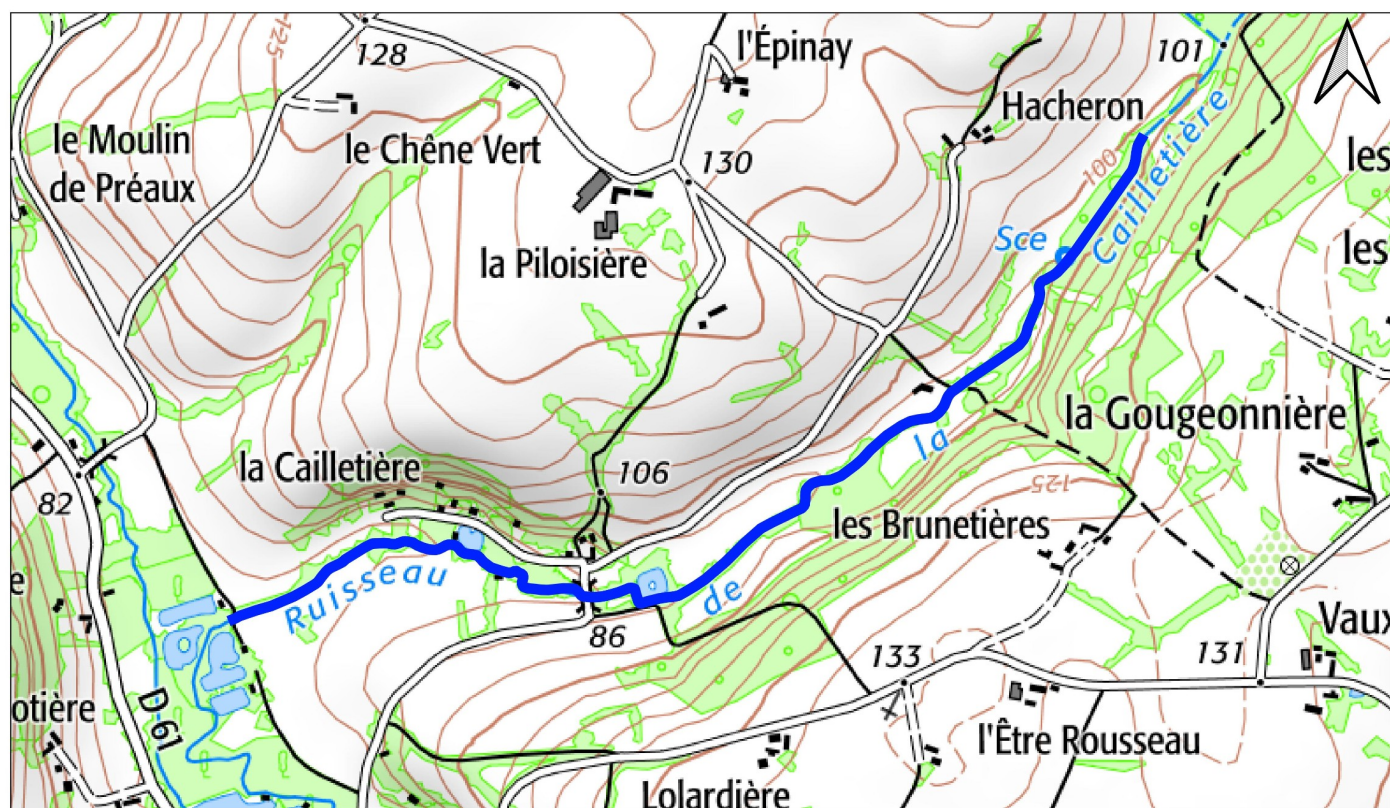 125
128
l'Épinay
101
Hacheron
le Moulin
de Préaux
le Chêne Vert
130
100
les
la Piloisière
Sce
les
Ruisseau de la Cailletière
la Gougeonnière
la Cailletière
106
125
82
les Brunetières
e
86
Vaux
133
131
otière
D 61
l'Être Rousseau
Lolardière